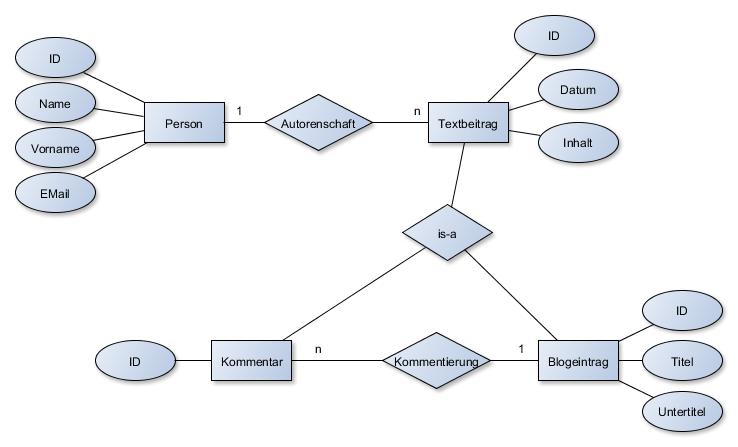 ID
Name
Vorname
EMail
Person
1
Autorenschaft
n
Textbeitrag
ID
Datum
Inhalt
is-a
ID
Kommentar
n
Kommentierung
1
Blogeintrag
ID
Titel
Untertitel